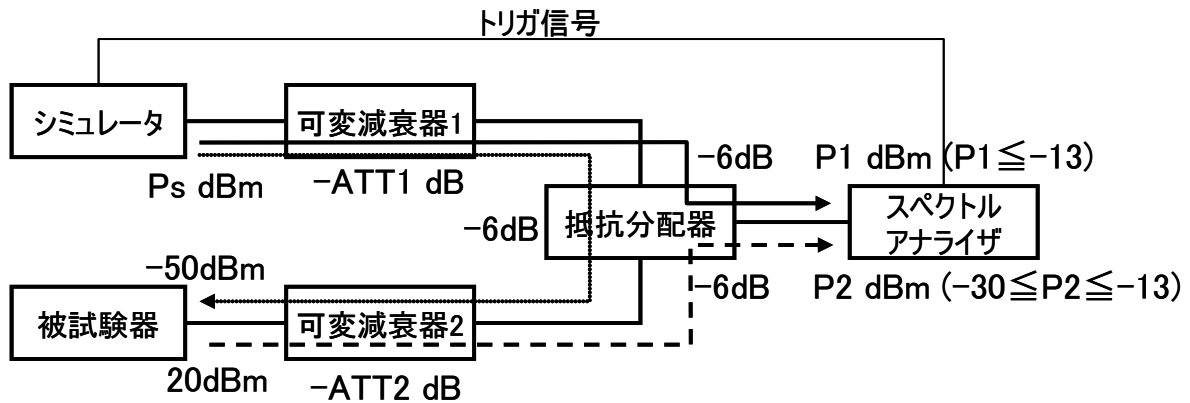 トリガ信号
シミュレータ
可変減衰器1
Ps dBm
-ATT1 dB
-6dB
P1 dBm (P1≦-13)
-6dB
抵抗分配器
スペクトル
アナライザ
-50dBm
-6dB
P2 dBm (-30≦P2≦-13)
被試験器
可変減衰器2
20dBm
-ATT2 dB